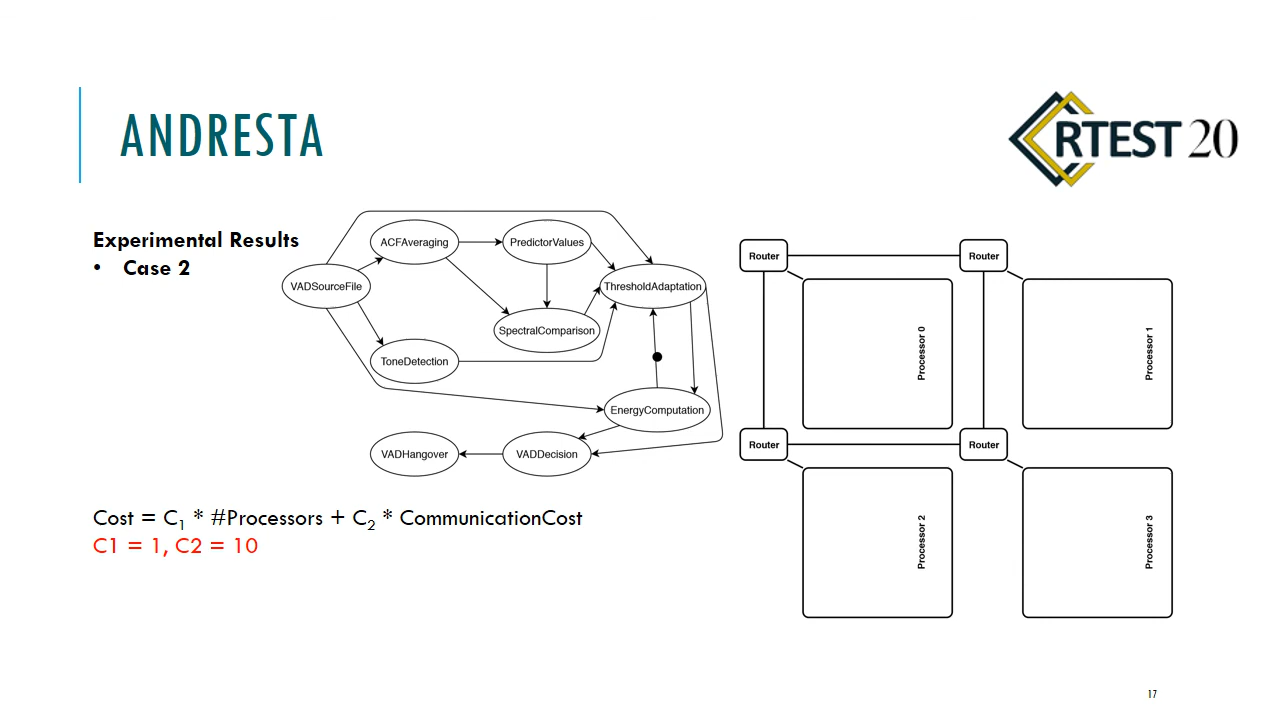 ANDRESTA
RTEST 20
Experimental Results
• Case 2
ACFAveraging
PredictorValues
VADSourceFile
ThresholdAdaptation
SpectralComparison
ToneDetection
EnergyComputation
VADHangover
VADDecision
Router
Router
Processor 0
Processor 1
Router
Router
Processor 2
Processor 3
Cost = C₁ * #Processors + C₂ * CommunicationCost
C1 = 1, C2 = 10
17